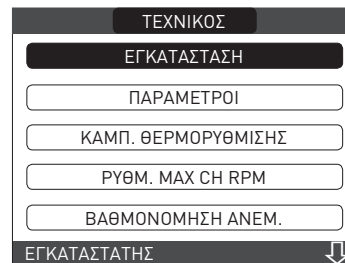 ΤΕΧΝΙΚΟΣ
ΕΓΚΑΤΑΣΤΑΣΗ
ΠΑΡΑΜΕΤΡΟΙ
ΚΑΜΠ. ΘΕΡΜΟΡΥΘΜΙΣΗΣ
ΡΥΘΜ. MAX CH RPM
ΒΑΘΜΟΝΟΜΗΣΗ ΑΝΕΜ.
ΕΓΚΑΤΑΣΤΑΤΗΣ